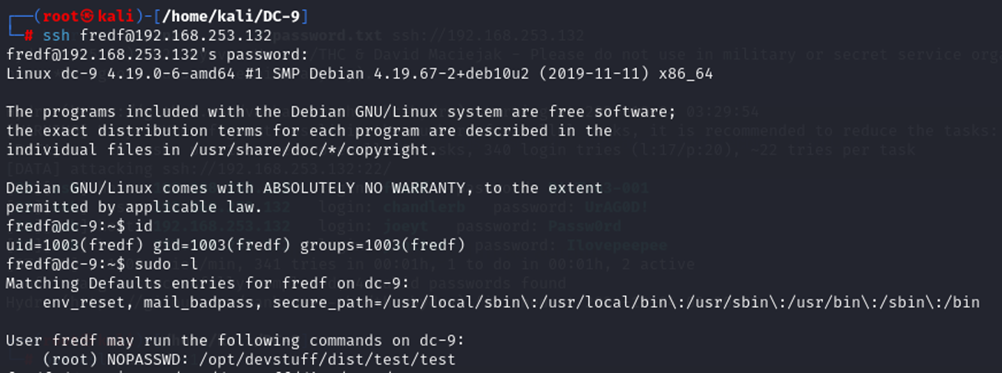 ┌──(root㉿kali)-[/home/kali/DC-9]
└─# ssh fredf@192.168.253.132
fredf@192.168.253.132's password:
Linux dc-9 4.19.0-6-amd64 #1 SMP Debian 4.19.67-2+deb10u2 (2019-11-11) x86_64
The programs included with the Debian GNU/Linux system are free software;
the exact distribution terms for each program are described in the
individual files in /usr/share/doc/*/copyright.
Debian GNU/Linux comes with ABSOLUTELY NO WARRANTY, to the extent
permitted by applicable law.
fredf@dc-9:~$ id
uid=1003(fredf) gid=1003(fredf) groups=1003(fredf)
fredf@dc-9:~$ sudo -l
Matching Defaults entries for fredf on dc-9:
env_reset, mail_badpass, secure_path=/usr/local/sbin\:/usr/local/bin\:/usr/sbin\:/usr/bin\:/sbin\:/bin
User fredf may run the following commands on dc-9:
(root) NOPASSWD: /opt/devstuff/dist/test/test